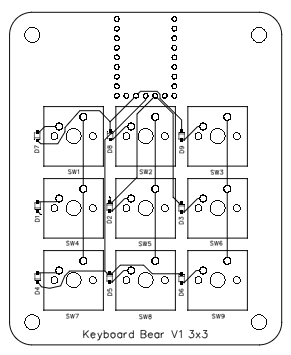 D7 D8 D9
SW1 SW2 SW3
D1 D2 D3
SW4 SW5 SW6
D4 D5 D6
SW7 SW8 SW9
Keyboard Bear V1 3x3